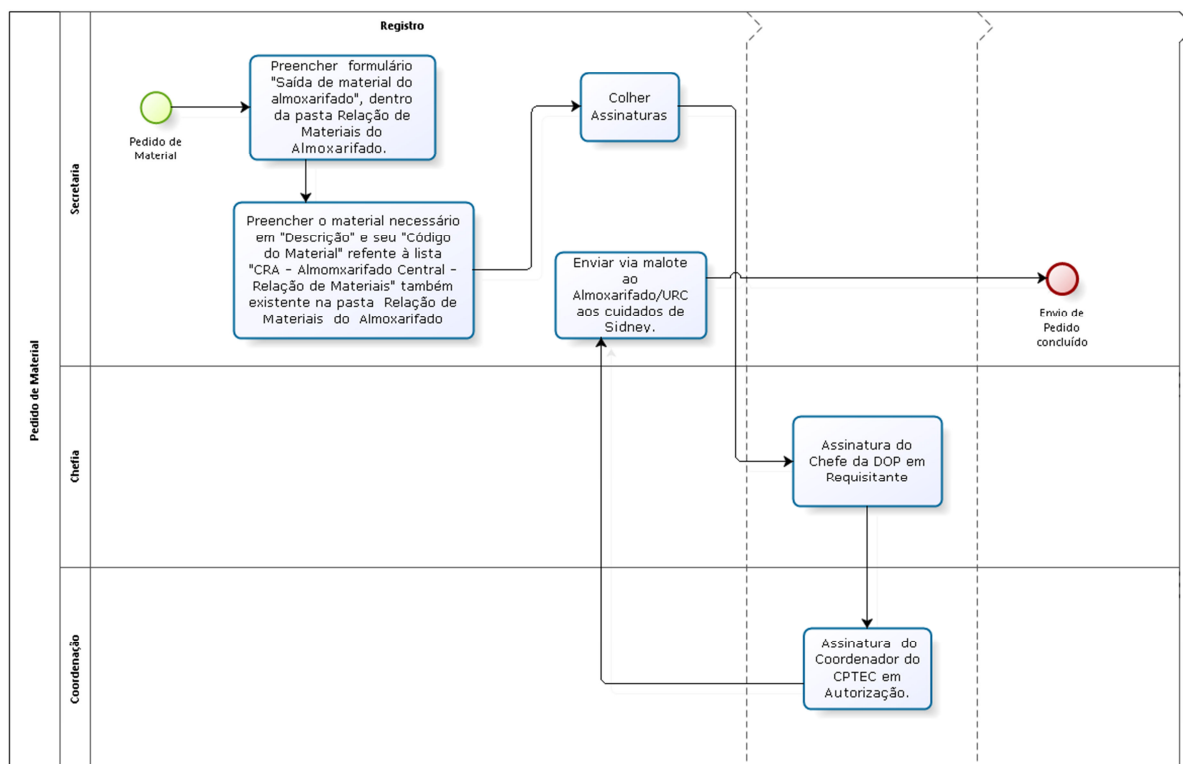 Registro
Pedido de Material
Secretaria
Chefia
Coordenação
Pedido de
Material
Preencher formulário
"Saída de material do
almoxarifado", dentro
da pasta Relação de
Materiais do
Almoxarifado.
Preencher o material necessário
em "Descrição" e seu "Código
do Material" refente à lista
"CRA - Almomxarifado Central -
Relação de Materiais" também
existente na pasta Relação de
Materiais do Almoxarifado
Colher
Assinaturas
Assinatura do
Chefe da DOP em
Requisitante
Assinatura do
Coordenador do
CPTEC em
Autorização.
Enviar via malote
ao
Almoxarifado/URC
aos cuidados de
Sidney.
Envio de
Pedido
concluído